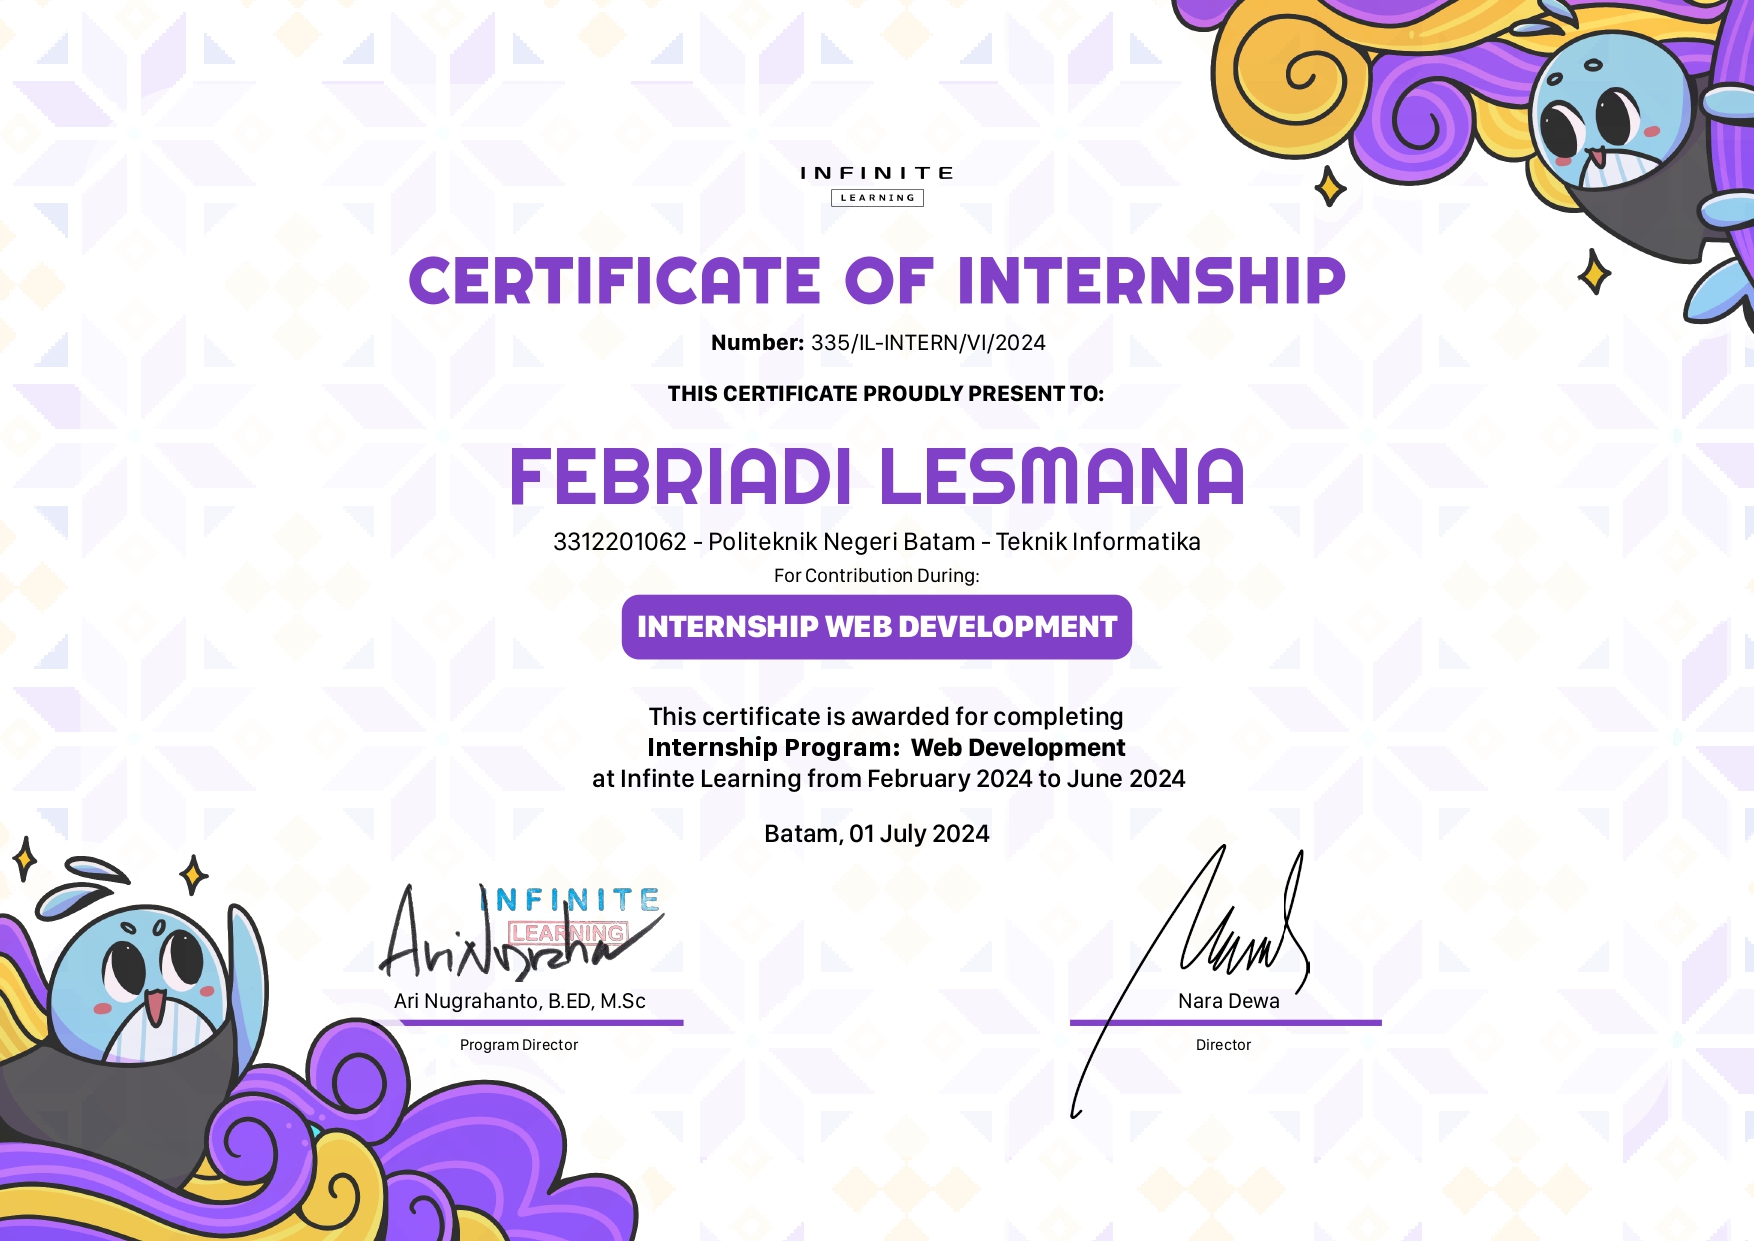 INFINITE
LEARNING
CERTIFICATE OF INTERNSHIP
Number: 335/IL-INTERN/VI/2024
THIS CERTIFICATE PROUDLY PRESENT TO:
FEBRIADI LESMANA
3312201062 - Politeknik Negeri Batam - Teknik Informatika
For Contribution During:
INTERNSHIP WEB DEVELOPMENT
This certificate is awarded for completing
Internship Program: Web Development
at Infinte Learning from February 2024 to June 2024
Batam, 01 July 2024
INFINITE
LEARNING
Ari Nugrahanto, B.ED, M.Sc
Program Director
Nara Dewa
Director